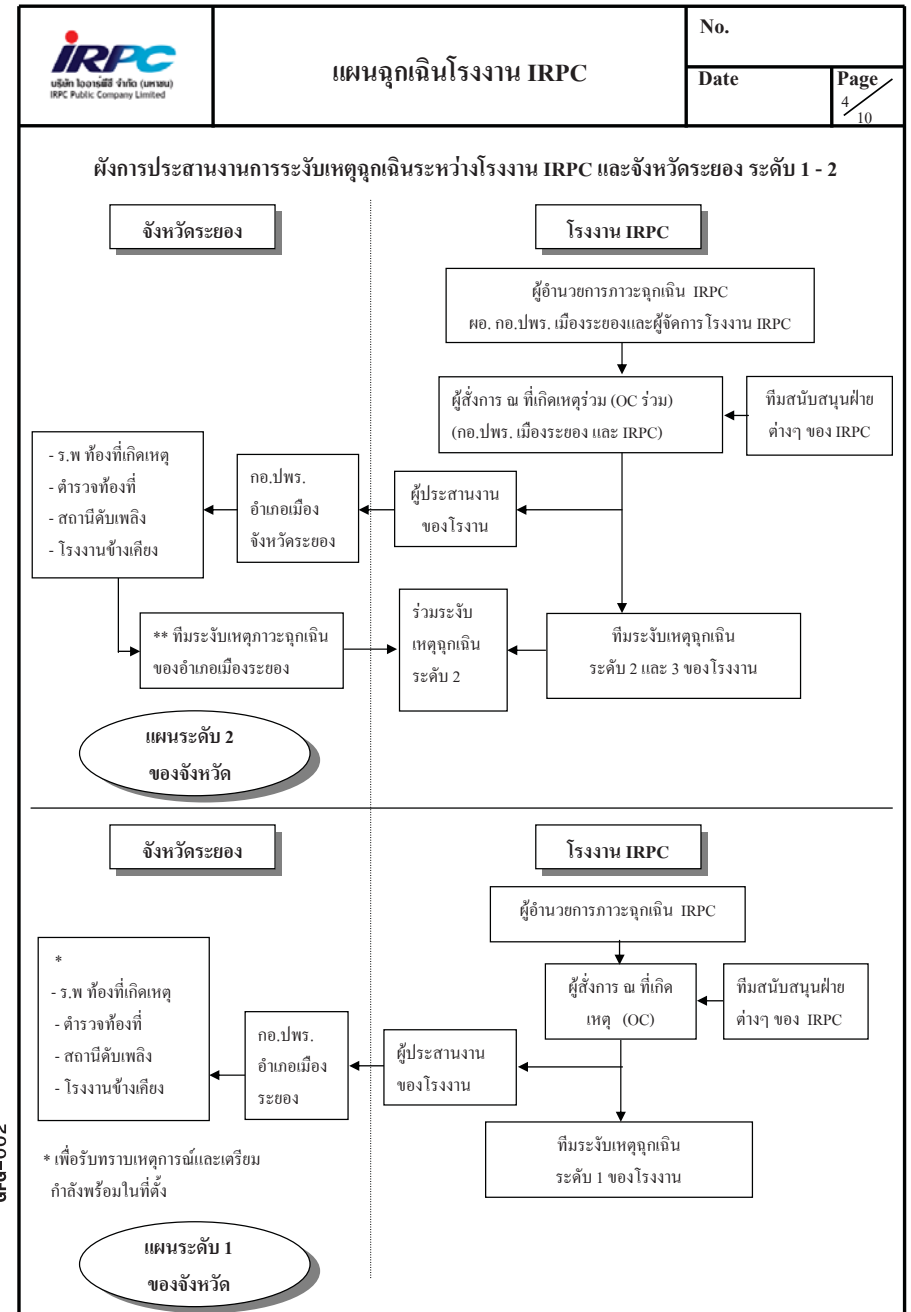 IRPC
บริษัท ไออาร์พีซี จำกัด (มหาชน)
IRPC Public Company Limited
แผนฉุกเฉินโรงงาน IRPC
No.
Date
Page
4/10
ผังการประสานงานการระงับเหตุฉุกเฉินระหว่างโรงงาน IRPC และจังหวัดระยอง ระดับ 1 - 2
จังหวัดระยอง
โรงงาน IRPC
ผู้อำนวยการภาวะฉุกเฉิน IRPC
ผอ. กอ.ปพร. เมืองระยองและผู้จัดการโรงงาน IRPC
ผู้สั่งการ ณ ที่เกิดเหตุร่วม (OC ร่วม)
(กอ.ปพร. เมืองระยอง และ IRPC)
ทีมสนับสนุนฝ่าย
ต่างๆ ของ IRPC
- ร.พ ท้องที่เกิดเหตุ
- ตำรวจท้องที่
- สถานีดับเพลิง
- โรงงานข้างเคียง
กอ.ปพร.
อำเภอเมือง
จังหวัดระยอง
ผู้ประสานงาน
ของโรงาน
** ทีมระงับเหตุภาวะฉุกเฉิน
ของอำเภอเมืองระยอง
ร่วมระงับ
เหตุฉุกเฉิน
ระดับ 2
ทีมระงับเหตุฉุกเฉิน
ระดับ 2 และ 3 ของโรงงาน
แผนระดับ 2
ของจังหวัด
จังหวัดระยอง
โรงงาน IRPC
ผู้อำนวยการภาวะฉุกเฉิน IRPC
ผู้สั่งการ ณ ที่เกิด
เหตุ (OC)
ทีมสนับสนุนฝ่าย
ต่างๆ ของ IRPC
*
- ร.พ ท้องที่เกิดเหตุ
- ตำรวจท้องที่
- สถานีดับเพลิง
- โรงงานข้างเคียง
กอ.ปพร.
อำเภอเมือง
ระยอง
ผู้ประสานงาน
ของโรงงาน
ทีมระงับเหตุฉุกเฉิน
ระดับ 1 ของโรงงาน
* เพื่อรับทราบเหตุการณ์และเตรียม
กำลังพร้อมในที่ตั้ง
แผนระดับ 1
ของจังหวัด